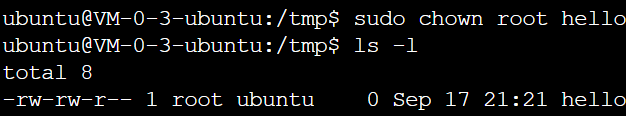 ubuntu@VM-0-3-ubuntu:/tmp$ sudo chown root hello
ubuntu@VM-0-3-ubuntu:/tmp$ ls -l
total 8
-rw-rw-r-- 1 root ubuntu    0 Sep 17 21:21 hello